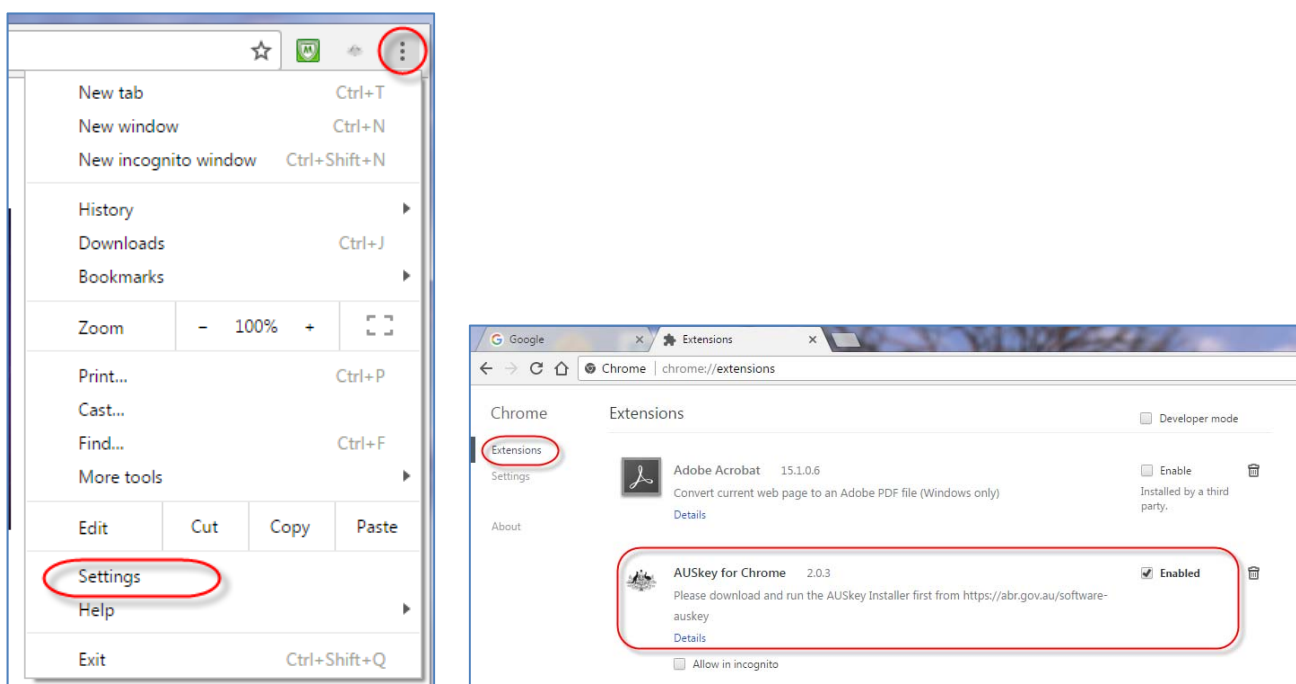 New tab Ctrl+T
New window Ctrl+N
New incognito window Ctrl+Shift+N
History
Downloads Ctrl+J
Bookmarks
Zoom - 100% +
Print... Ctrl+P
Cast...
Find... Ctrl+F
More tools
Edit Cut Copy Paste
Settings
Help
Exit Ctrl+Shift+Q
Google Extensions
Chrome chrome://extensions
Chrome Extensions Developer mode
Extensions
Settings
About
Adobe Acrobat 15.1.0.6 Enable
Convert current web page to an Adobe PDF file (Windows only) Installed by a third
party.
Details
AUSkey for Chrome 2.0.3 Enabled
Please download and run the AUSkey Installer first from https://abr.gov.au/software-
auskey
Details
Allow in incognito